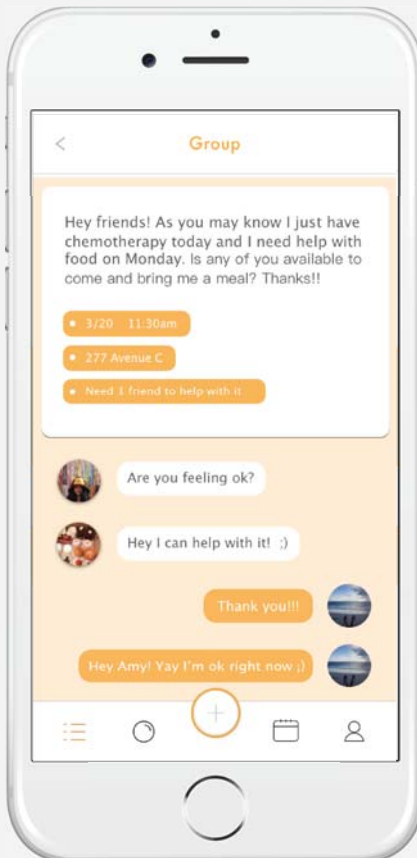 Group
Hey friends! As you may know I just have
chemotherapy today and I need help with
food on Monday. Is any of you available to
come and bring me a meal? Thanks!!
3/20 11:30am
277 Avenue C
Need 1 friend to help with it
Are you feeling ok?
Hey I can help with it! ;)
Thank you!!!
Hey Amy! Yay I'm ok right now ;)